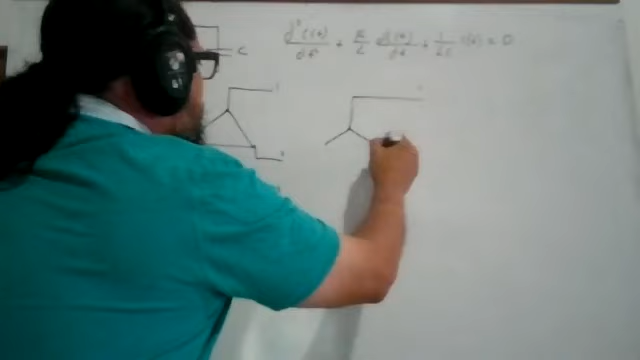 C
d²i(t)/dt² + R/L di(t)/dt + 1/LC i(t) = 0